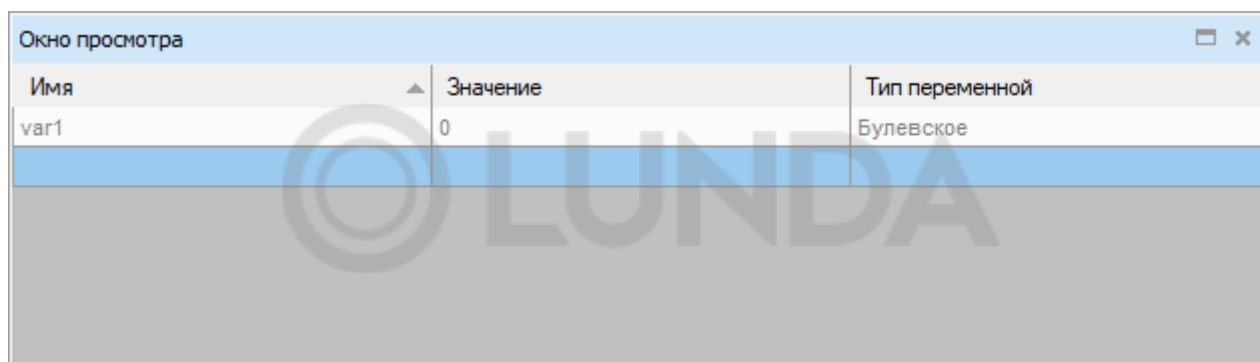 Окно просмотра
Имя Значение Тип переменной
var1 0 Булевское
LUNDA